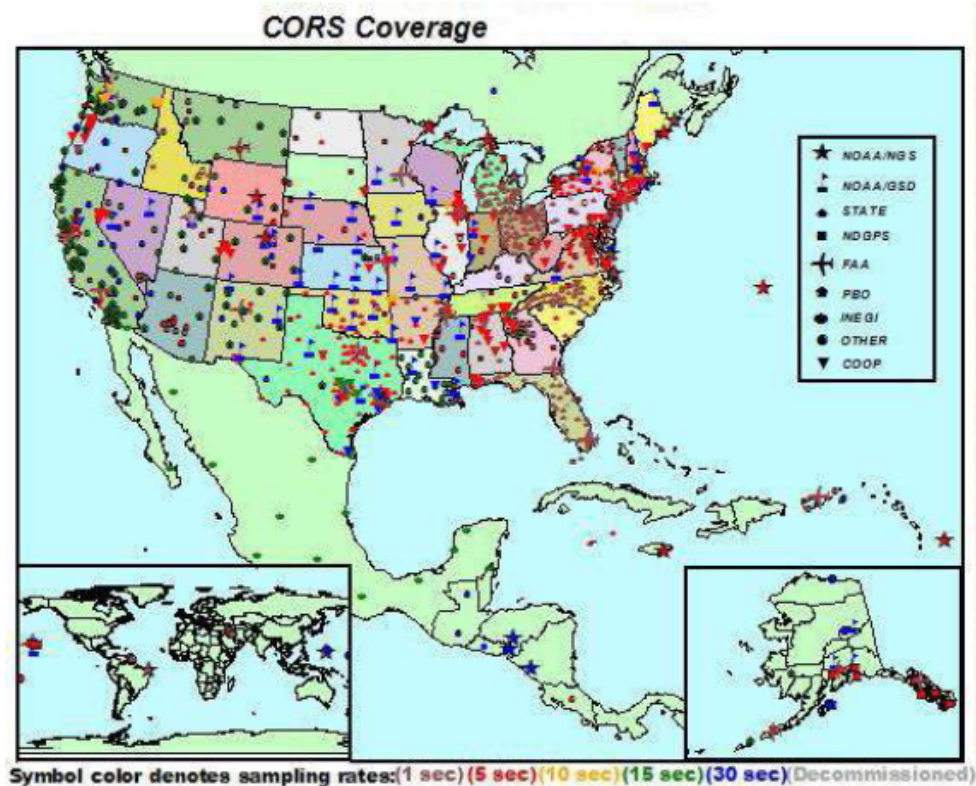 CORS Coverage
NOAA/NGS
NOAA/GSD
STATE
NDGPS
FAA
PBO
INEGI
OTHER
COOP
Symbol color denotes sampling rates:(1 sec)(5 sec)(10 sec)(15 sec)(30 sec)(Decommissioned)